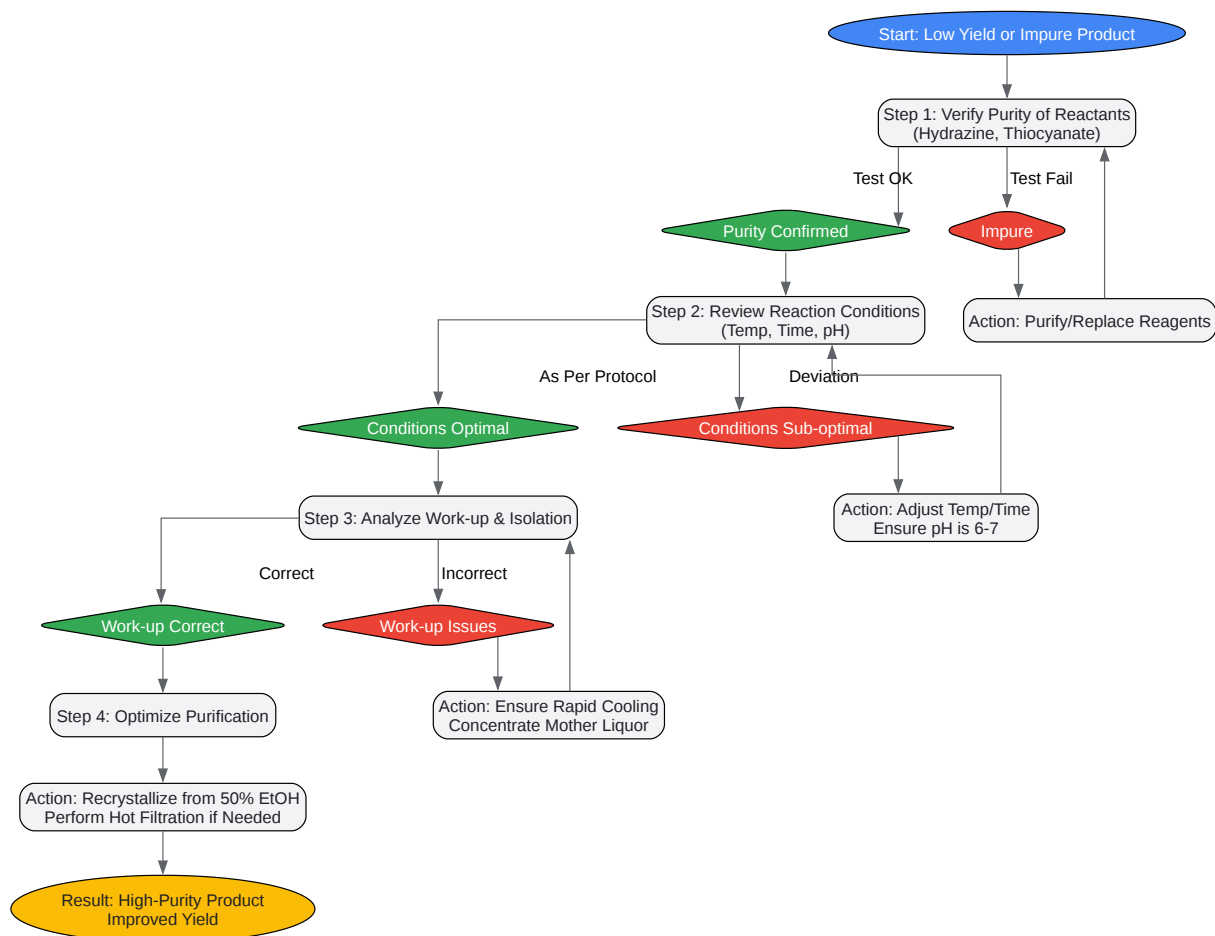 Start: Low Yield or Impure Product
Step 1: Verify Purity of Reactants
(Hydrazine, Thiocyanate)
Test OK
Test Fail
Purity Confirmed
Impure
Step 2: Review Reaction Conditions
(Temp, Time, pH)
Action: Purify/Replace Reagents
As Per Protocol
Deviation
Conditions Optimal
Conditions Sub-optimal
Step 3: Analyze Work-up & Isolation
Action: Adjust Temp/Time
Ensure pH is 6-7
Correct
Incorrect
Work-up Correct
Work-up Issues
Step 4: Optimize Purification
Action: Ensure Rapid Cooling
Concentrate Mother Liquor
Action: Recrystallize from 50% EtOH
Perform Hot Filtration if Needed
Result: High-Purity Product
Improved Yield